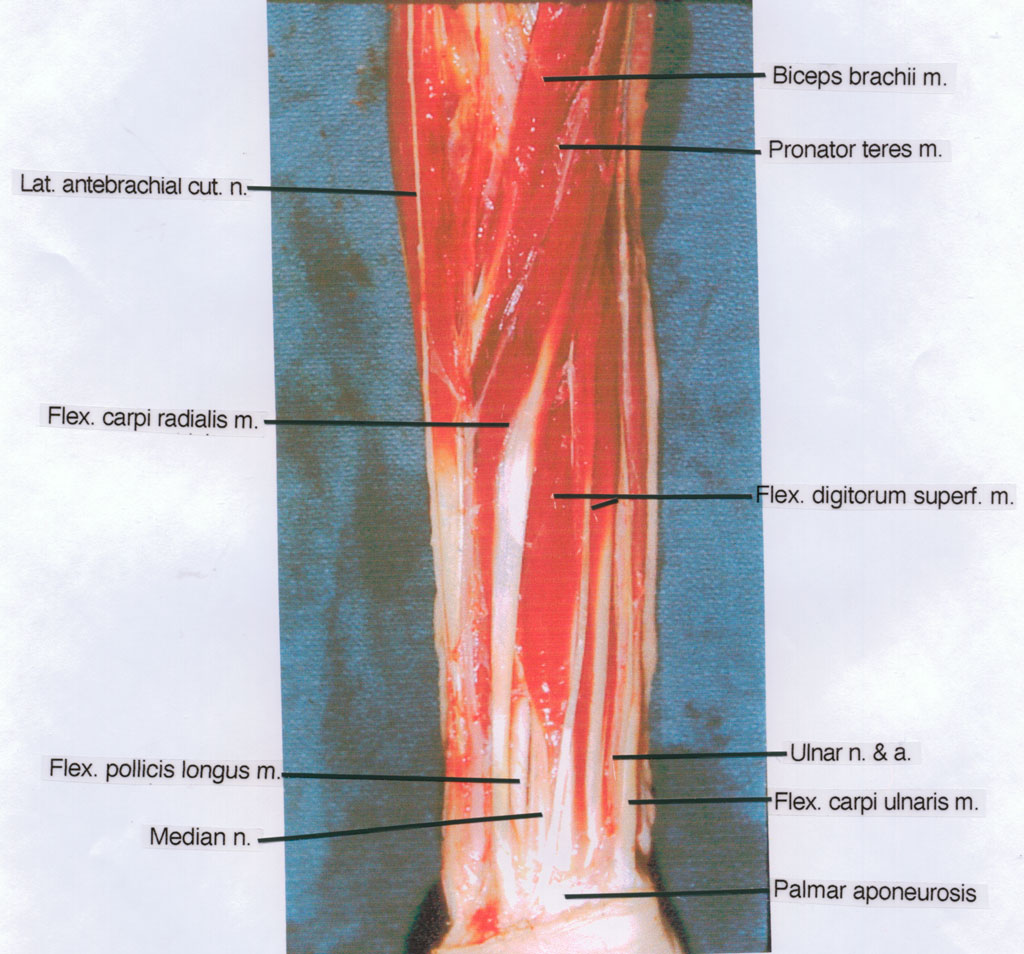 Biceps brachii m.
Pronator teres m.
Lat. antebrachial cut. n.
Flex. carpi radialis m.
Flex. digitorum superf. m.
Ulnar n. & a.
Flex. pollicis longus m.
Flex. carpi ulnaris m.
Median n.
Palmar aponeurosis